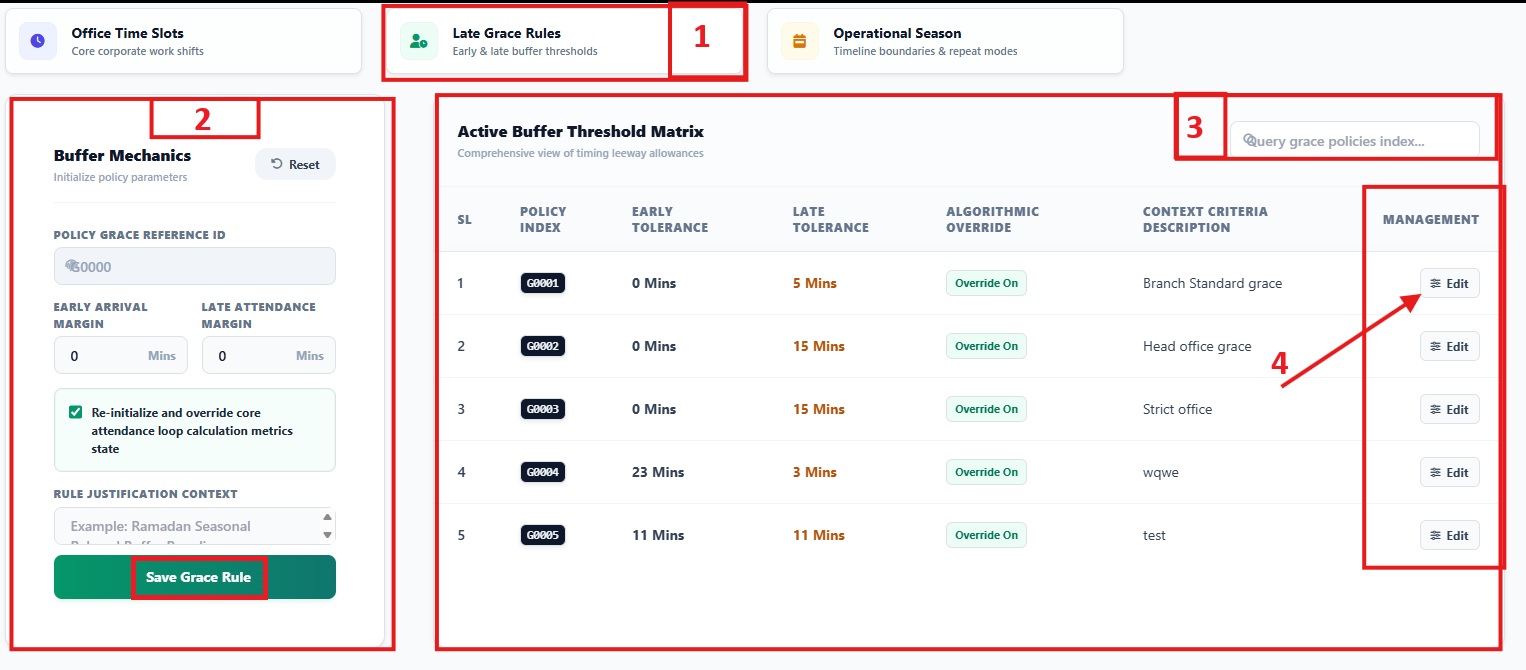 Office Time Slots
Core corporate work shifts
Late Grace Rules
Early & late buffer thresholds
1
Operational Season
Timeline boundaries & repeat modes
2
Buffer Mechanics
Initialize policy parameters
Reset
POLICY GRACE REFERENCE ID
G0000
EARLY ARRIVAL
MARGIN
LATE ATTENDANCE
MARGIN
0 Mins
0 Mins
Re-initialize and override core
attendance loop calculation metrics
state
RULE JUSTIFICATION CONTEXT
Example: Ramadan Seasonal
Save Grace Rule
Active Buffer Threshold Matrix
Comprehensive view of timing leeway allowances
3
Query grace policies index...
SL
POLICY
INDEX
EARLY
TOLERANCE
LATE
TOLERANCE
ALGORITHMIC
OVERRIDE
CONTEXT CRITERIA
DESCRIPTION
MANAGEMENT
1 G0001 0 Mins 5 Mins Override On Branch Standard grace Edit
2 G0002 0 Mins 15 Mins Override On Head office grace Edit
4
3 G0003 0 Mins 15 Mins Override On Strict office Edit
4 G0004 23 Mins 3 Mins Override On wqwe Edit
5 G0005 11 Mins 11 Mins Override On test Edit